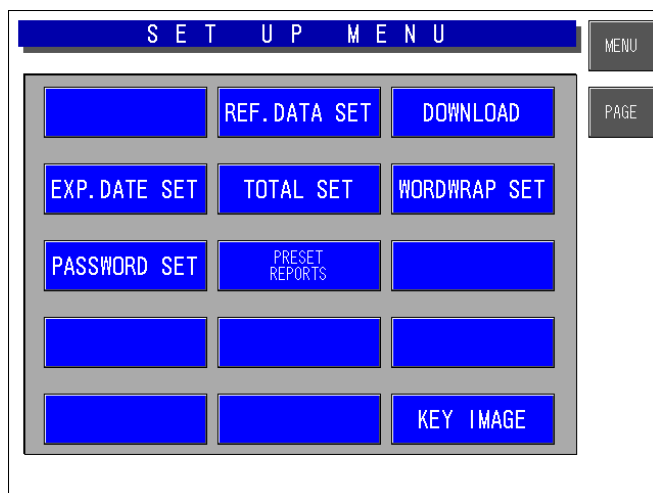 SET UP MENU
MENU
REF.DATA SET
DOWNLOAD
PAGE
EXP.DATE SET
TOTAL SET
WORDWRAP SET
PASSWORD SET
PRESET
REPORTS
KEY IMAGE